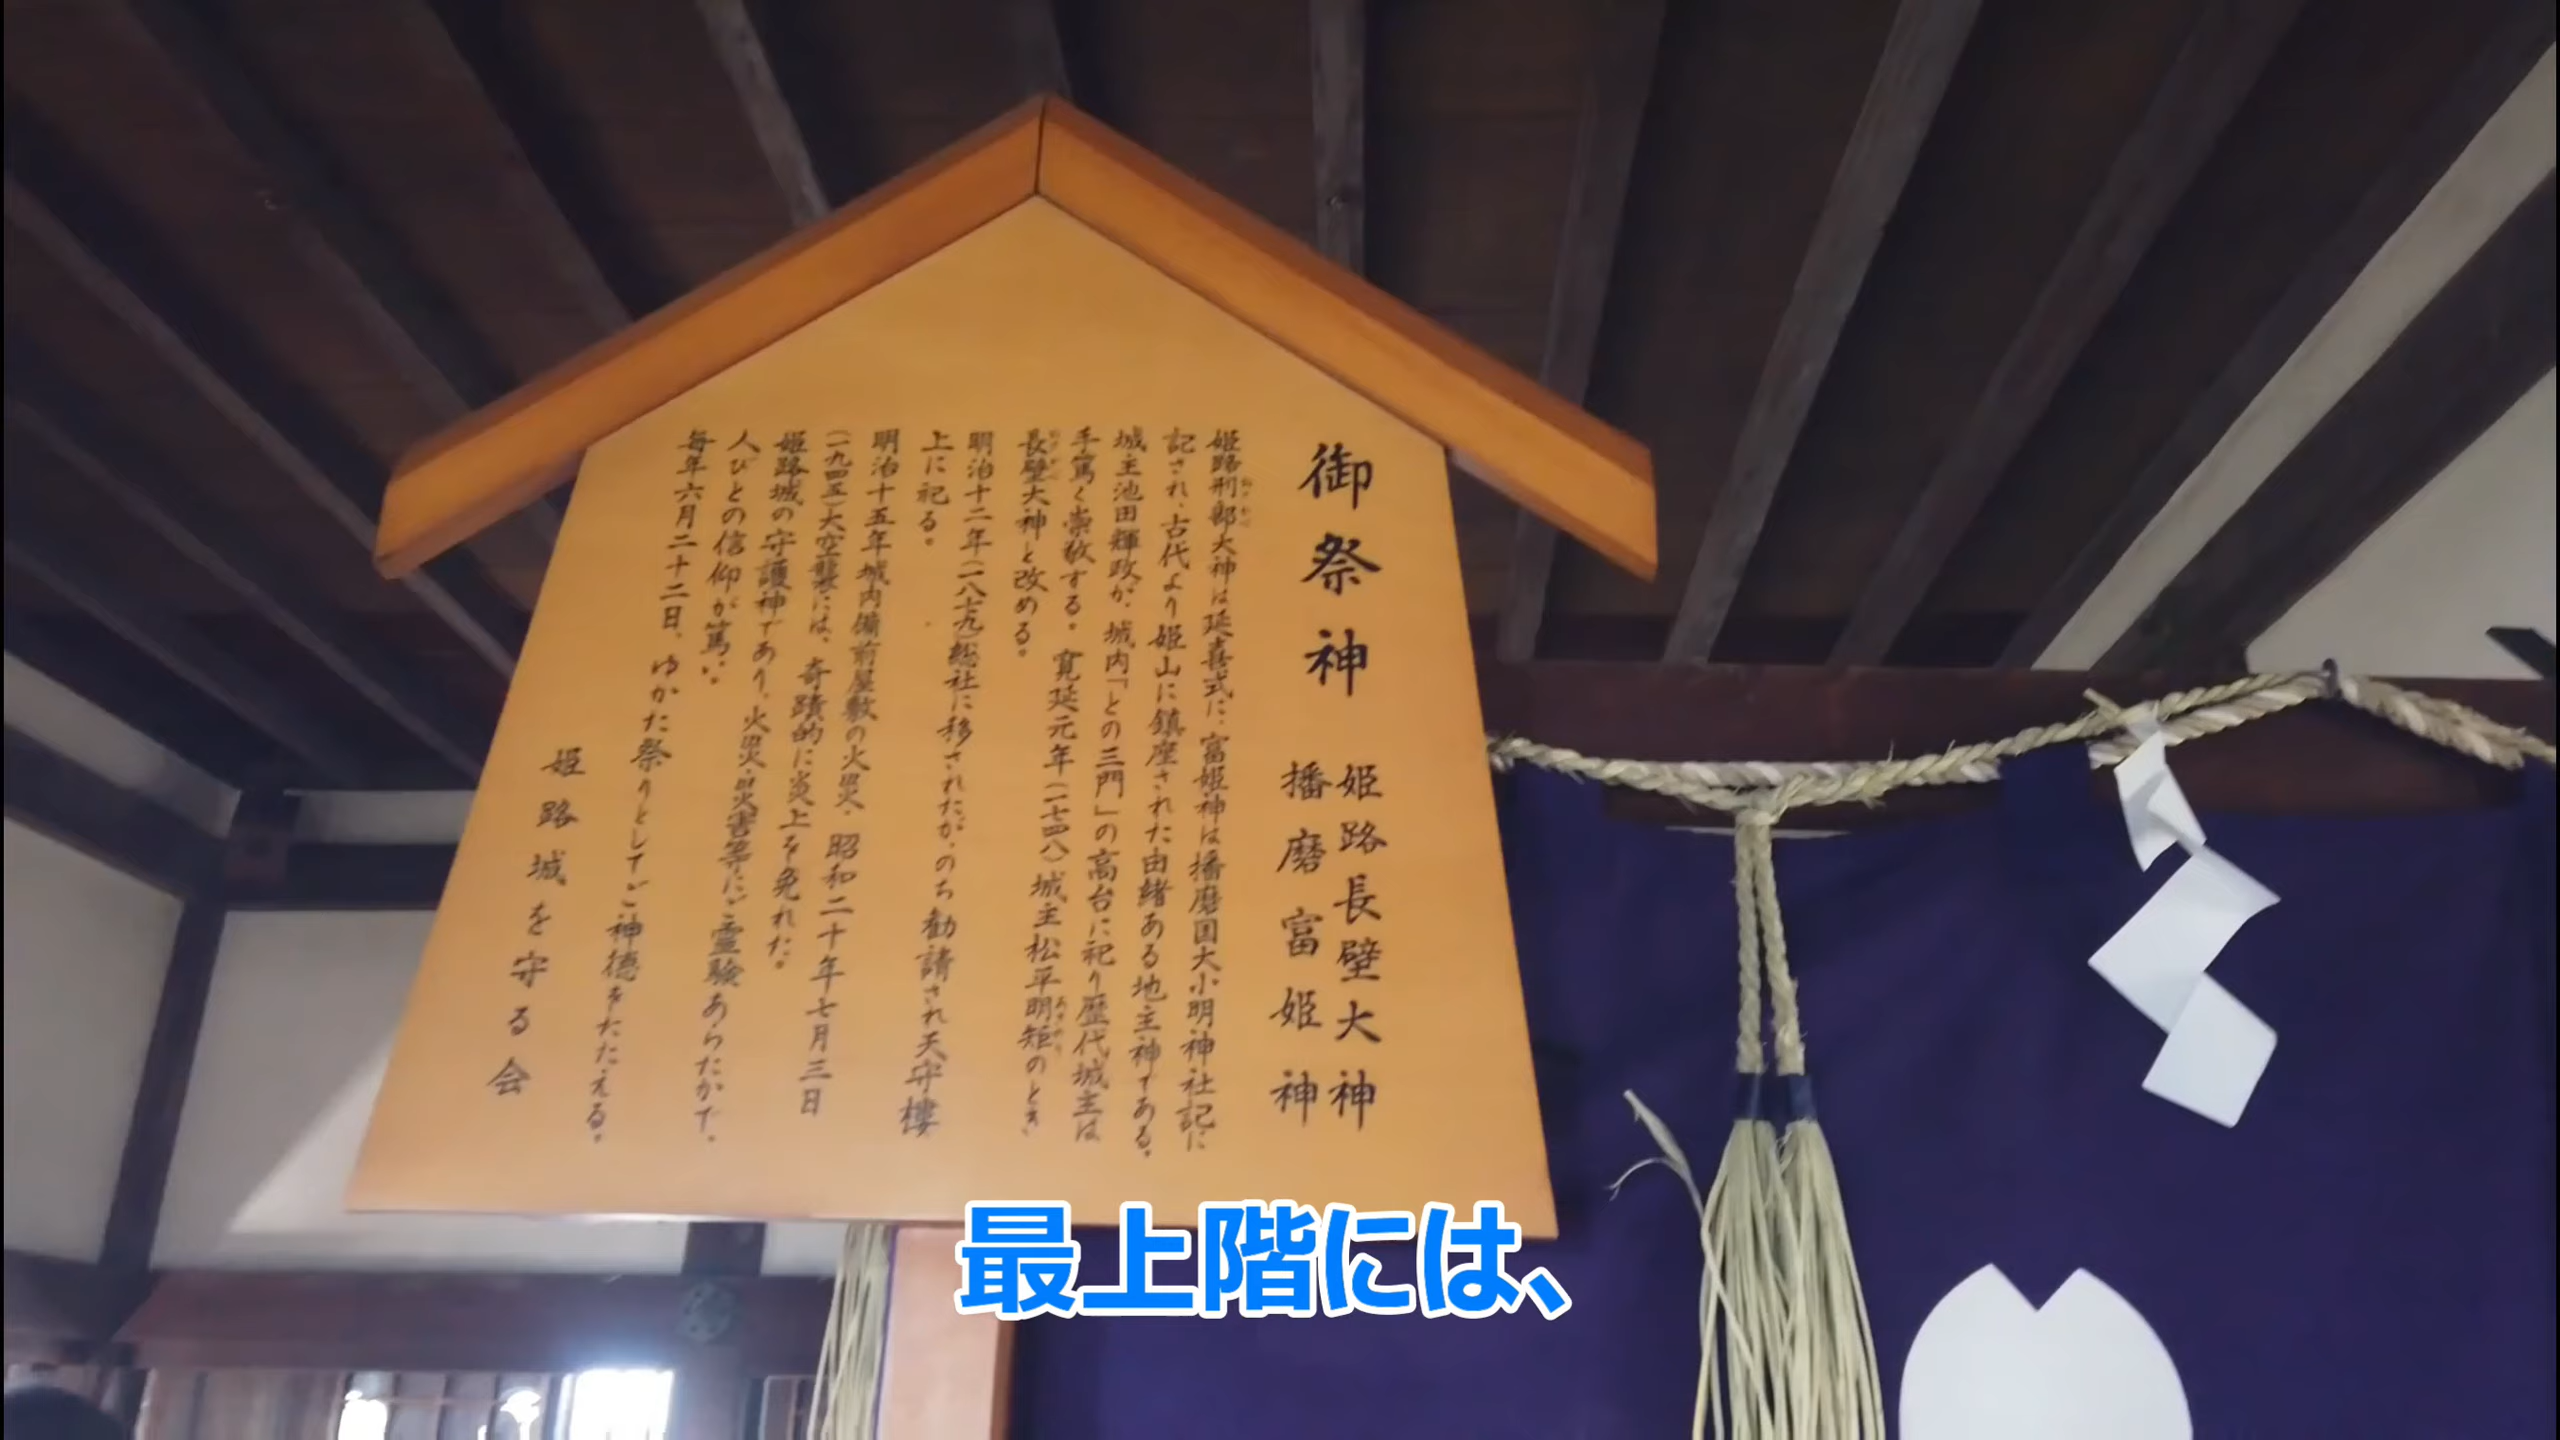 御祭神
姫路長壁大神
播磨富姫神
姫路刑部大神は延喜式に、富姫神は播磨国大小明神社記に
記され、古代より姫山に鎮座された由緒ある地主神である。
城主池田輝政が、城内「との三門」の高台に祀り歴代城主は
手篤く崇敬する。寛延元年(一七四八)城主松平明矩のとき
長壁大神と改める。
明治十二年(一八七九)総社に移されたが、のち勧請され天守樓
上に祀る。
明治十五年城内備前屋敷の火災、昭和二十年七月三日
(一九四五)大空襲には、奇蹟的に炎上を免れた。
姫路城の守護神であり、火災・災害等にご霊験あらたかで、
人びとの信仰が篤い。
毎年六月二十二日、ゆかた祭りとしてご神徳をたたえる。
姫路城を守る会
最上階には、